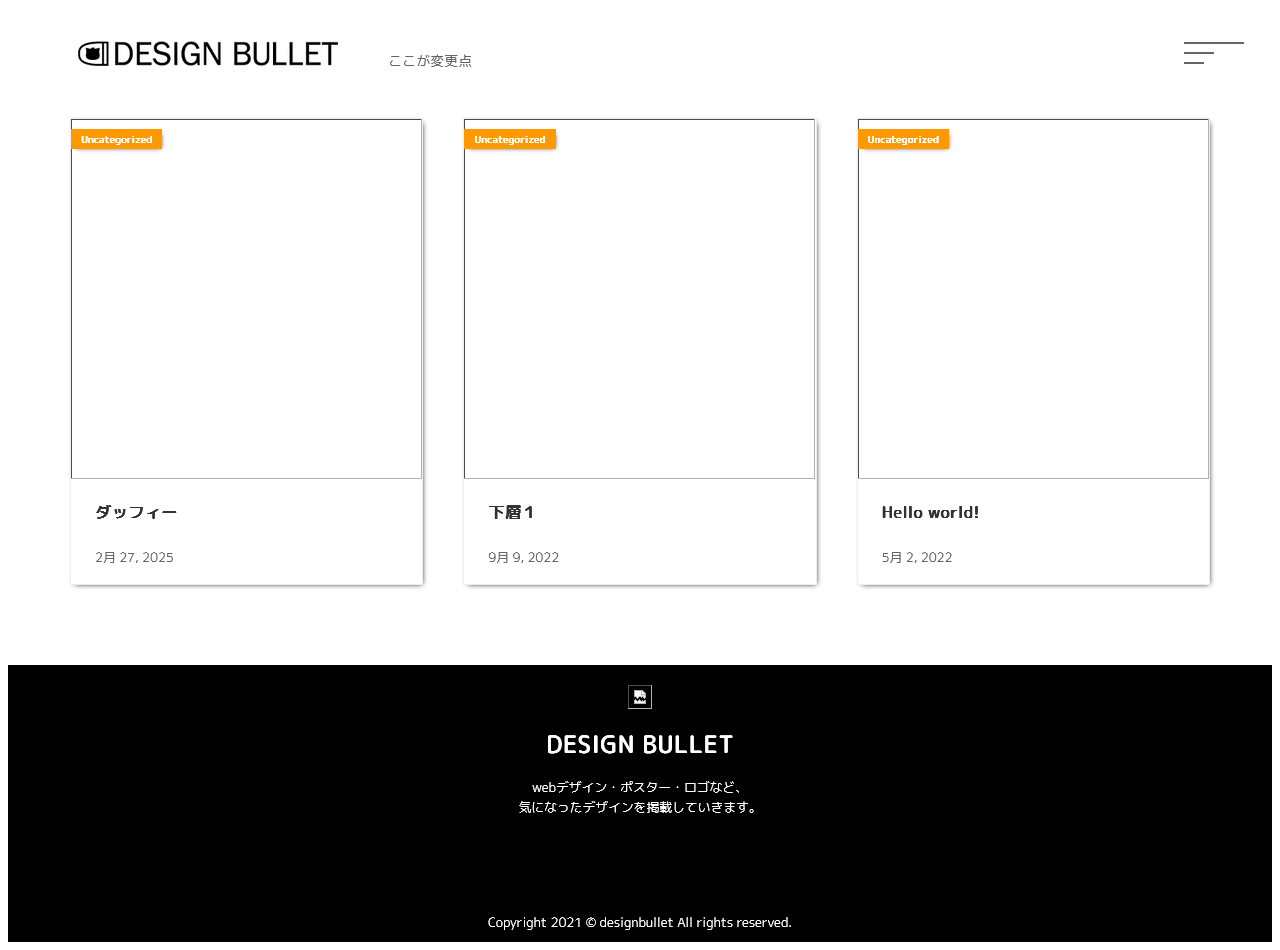 DESIGN BULLET
ここが変更点
Uncategorized
Uncategorized
Uncategorized
ダッフィー
下層１
Hello world!
2月 27, 2025
9月 9, 2022
5月 2, 2022
DESIGN BULLET
webデザイン・ポスター・ロゴなど、
気になったデザインを掲載していきます。
Copyright 2021 © designbullet All rights reserved.